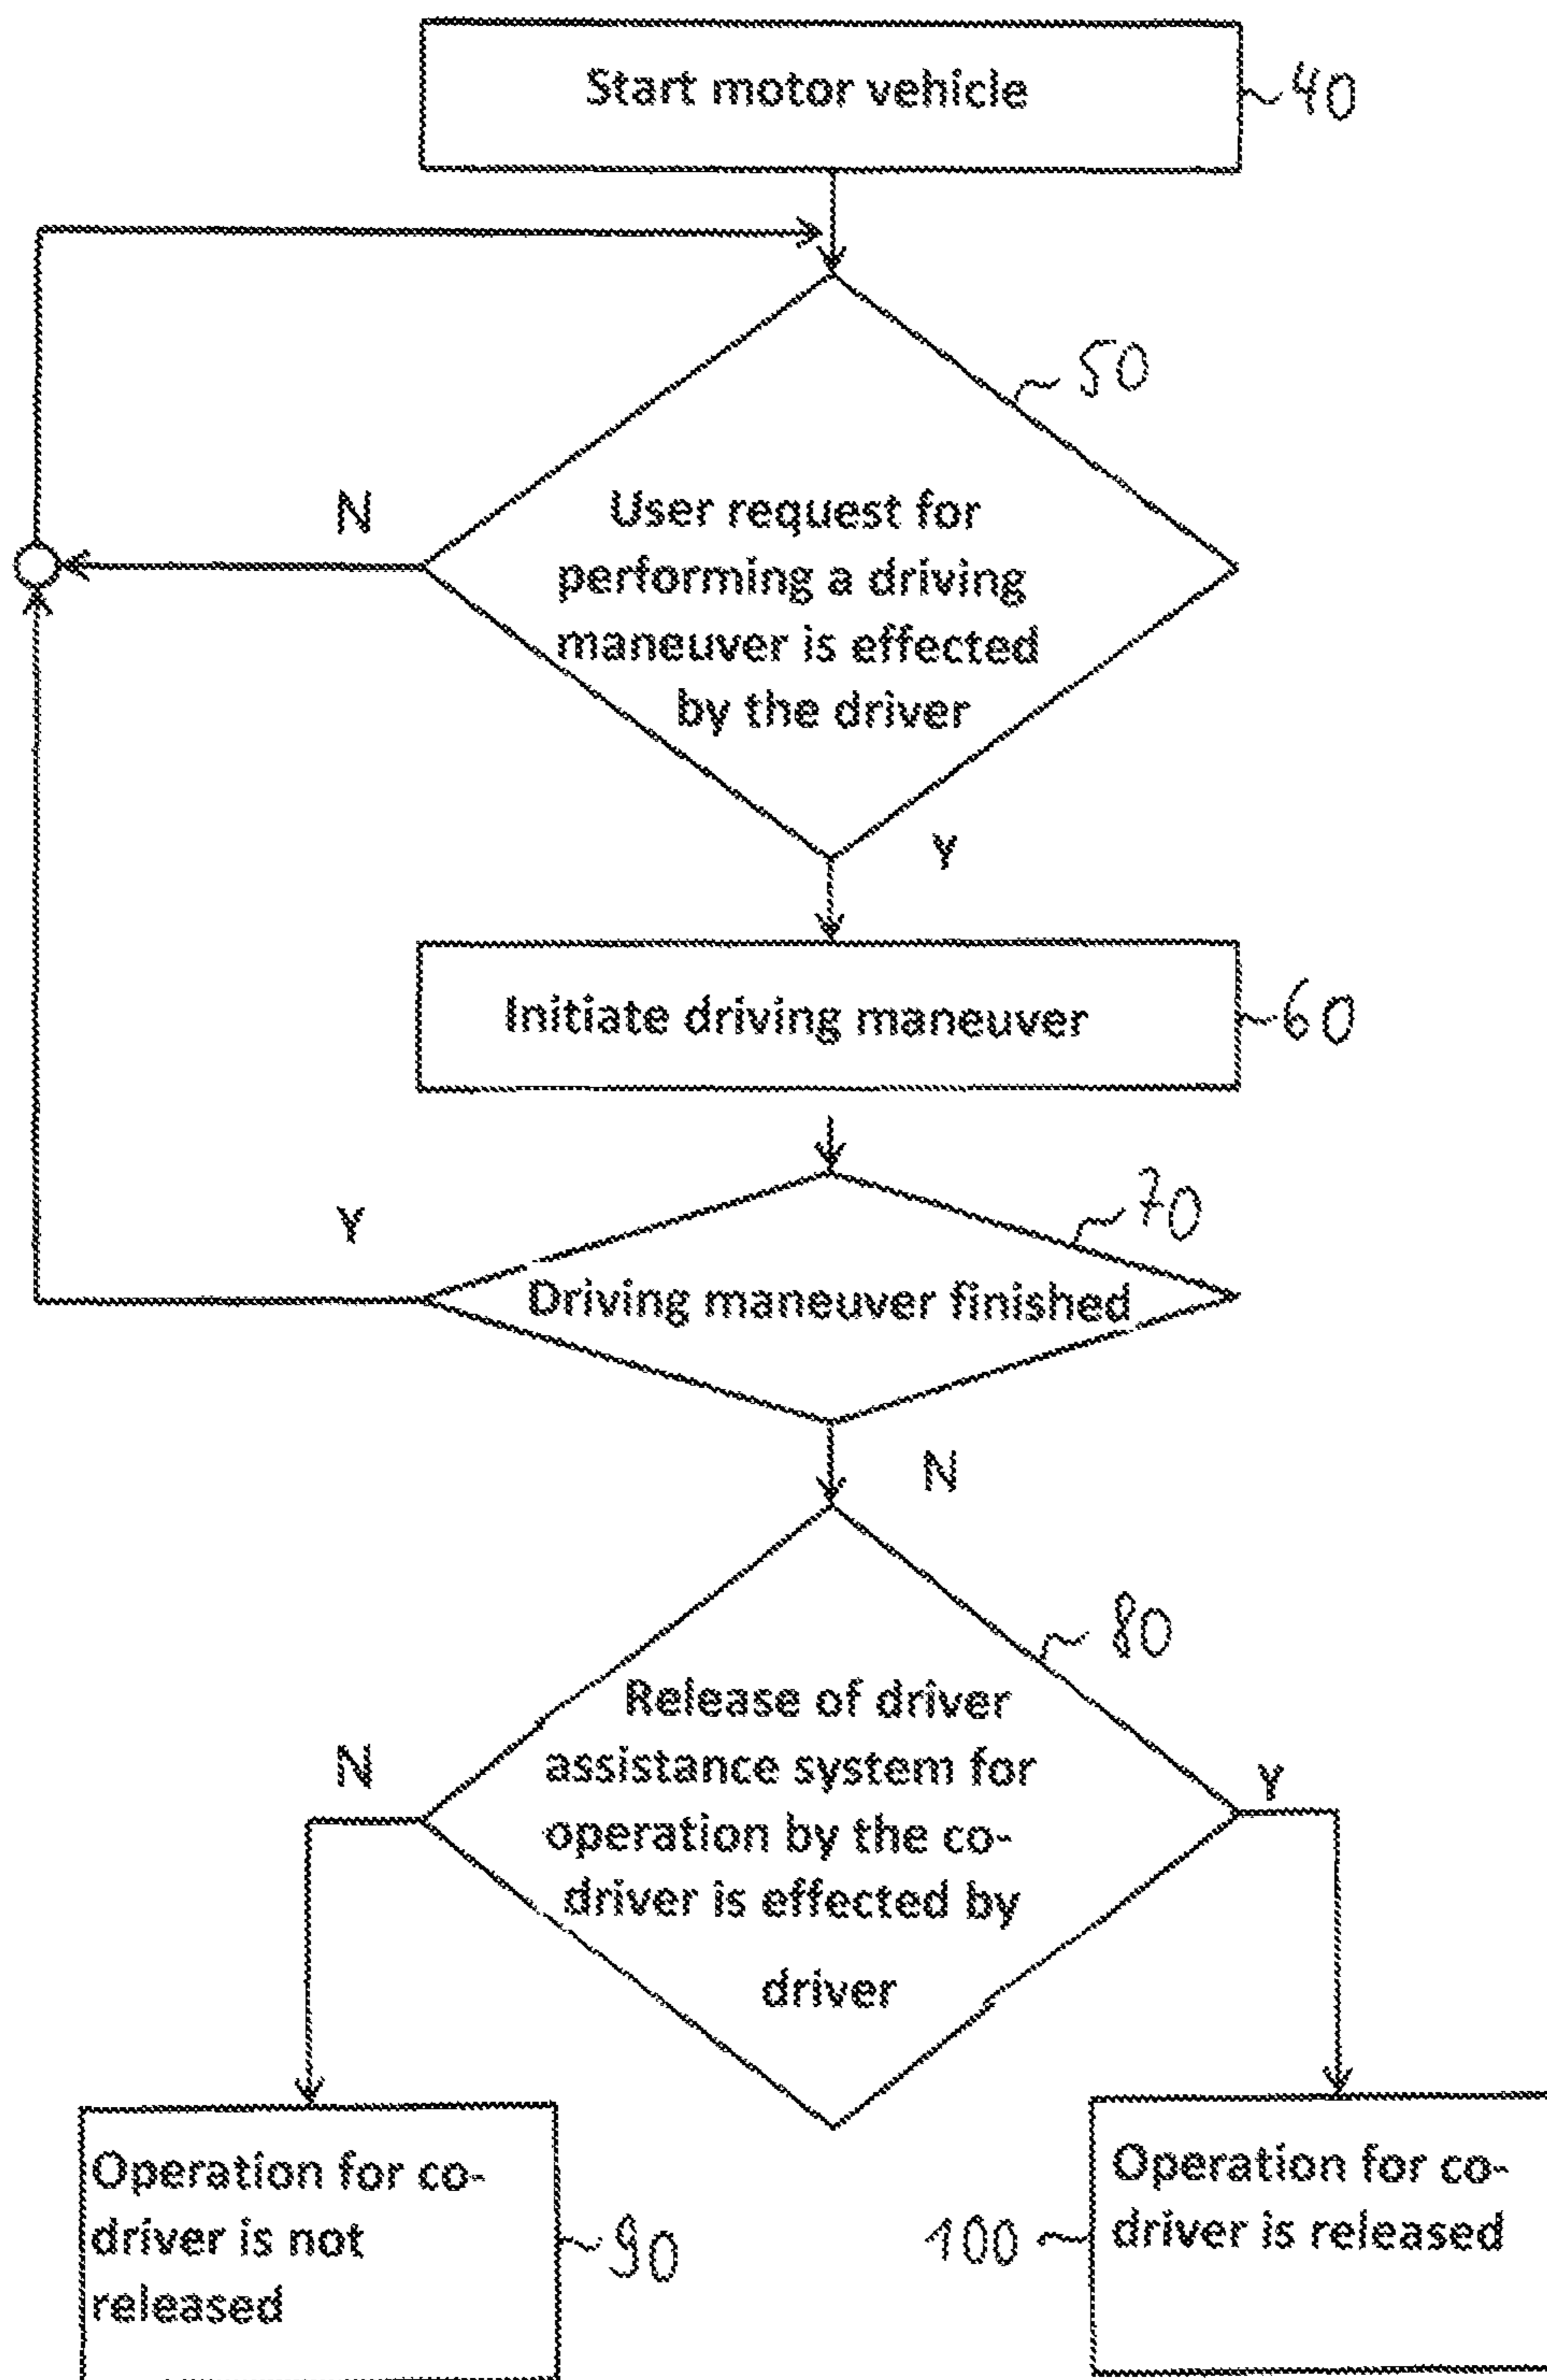 Start motor vehicle
40
50
N
User request for
performing a driving
maneuver is effected
by the driver
Y
Initiate driving maneuver
60
70
Y
Driving maneuver finished
N
80
Release of driver
assistance system for
operation by the co-
driver is effected by
driver
N
Y
Operation for co-
driver is not
released
90
100
Operation for co-
driver is released